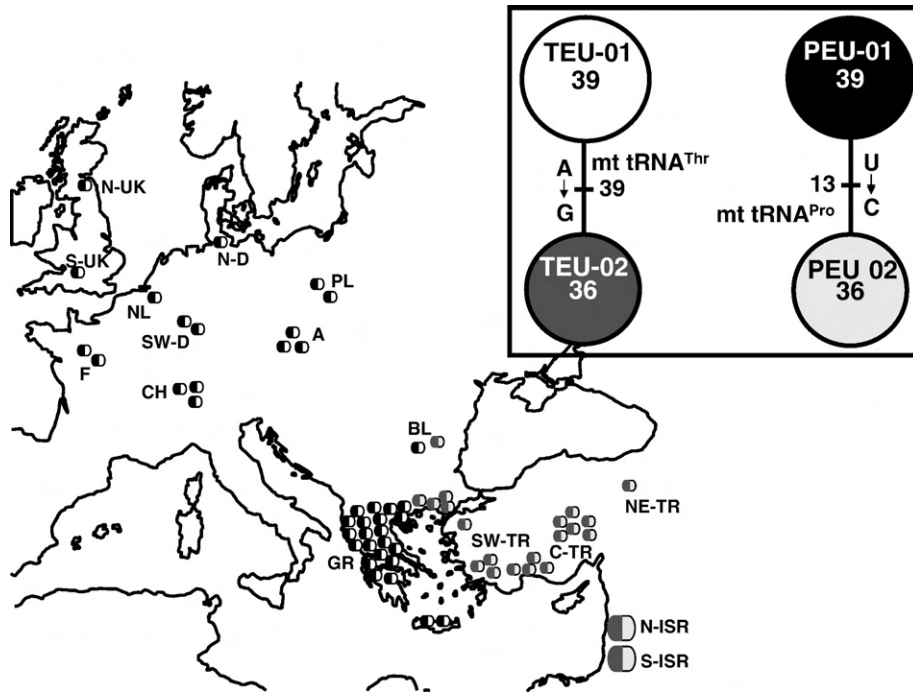 TEU-01
39
PEU-01
39
A
G
mt tRNAThr
39
13
mt tRNAPro
U
C
TEU-02
36
PEU 02
36
N-UK
S-UK
N-D
NL
PL
SW-D
A
F
CH
BL
NE-TR
SW-TR
C-TR
GR
N-ISR
S-ISR